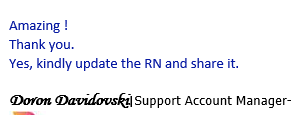 Amazing !
Thank you.
Yes, kindly update the RN and share it.
Doron Davidovski|Support Account Manager-